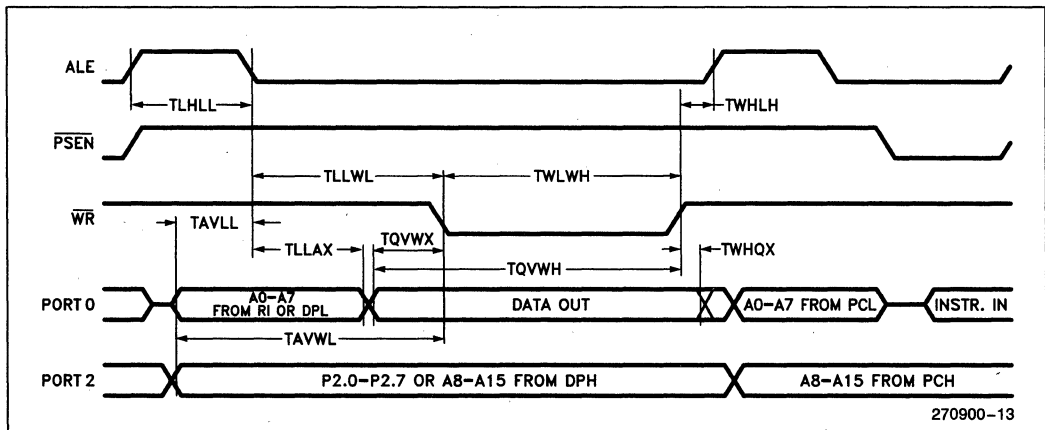 ALE
TLHLL
TWHLH
PSEN
TLLWL
TWLWH
WR
TAVLL
TLLAX
TQVWX
TWHQX
TQVWH
PORT 0
A0–A7
FROM RI OR DPL
DATA OUT
A0–A7 FROM PCL
INSTR. IN
TAVWL
PORT 2
P2.0–P2.7 OR A8–A15 FROM DPH
A8–A15 FROM PCH
270900–13